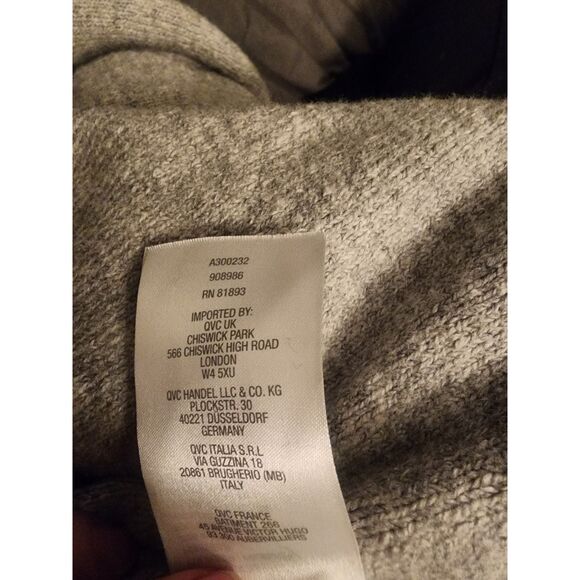 A300232
908986
RN 81893
IMPORTED BY:
QVC UK
CHISWICK PARK
566 CHISWICK HIGH ROAD
LONDON
W4 5XU
QVC HANDEL LLC & CO. KG
PLOCKSTR. 30
40221 DÜSSELDORF
GERMANY
QVC ITALIA S.R.L
VIA GUZZINA 18
20861 BRUGHERIO (MB)
ITALY
QVC FRANCE
BATIMENT 266
45 AVENUE VICTOR HUGO
93 300 AUBERVILLIERS